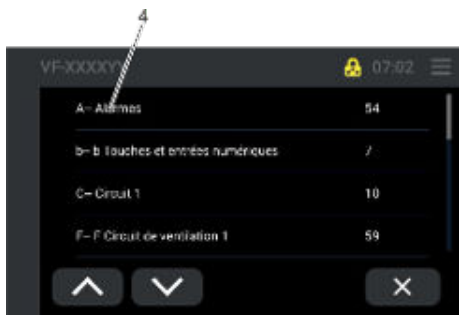 4
VF-XXXXYY 07:02
A– Alarmes 54
b– b Touches et entrées numériques 7
C– Circuit 1 10
F– F Circuit de ventilation 1 59